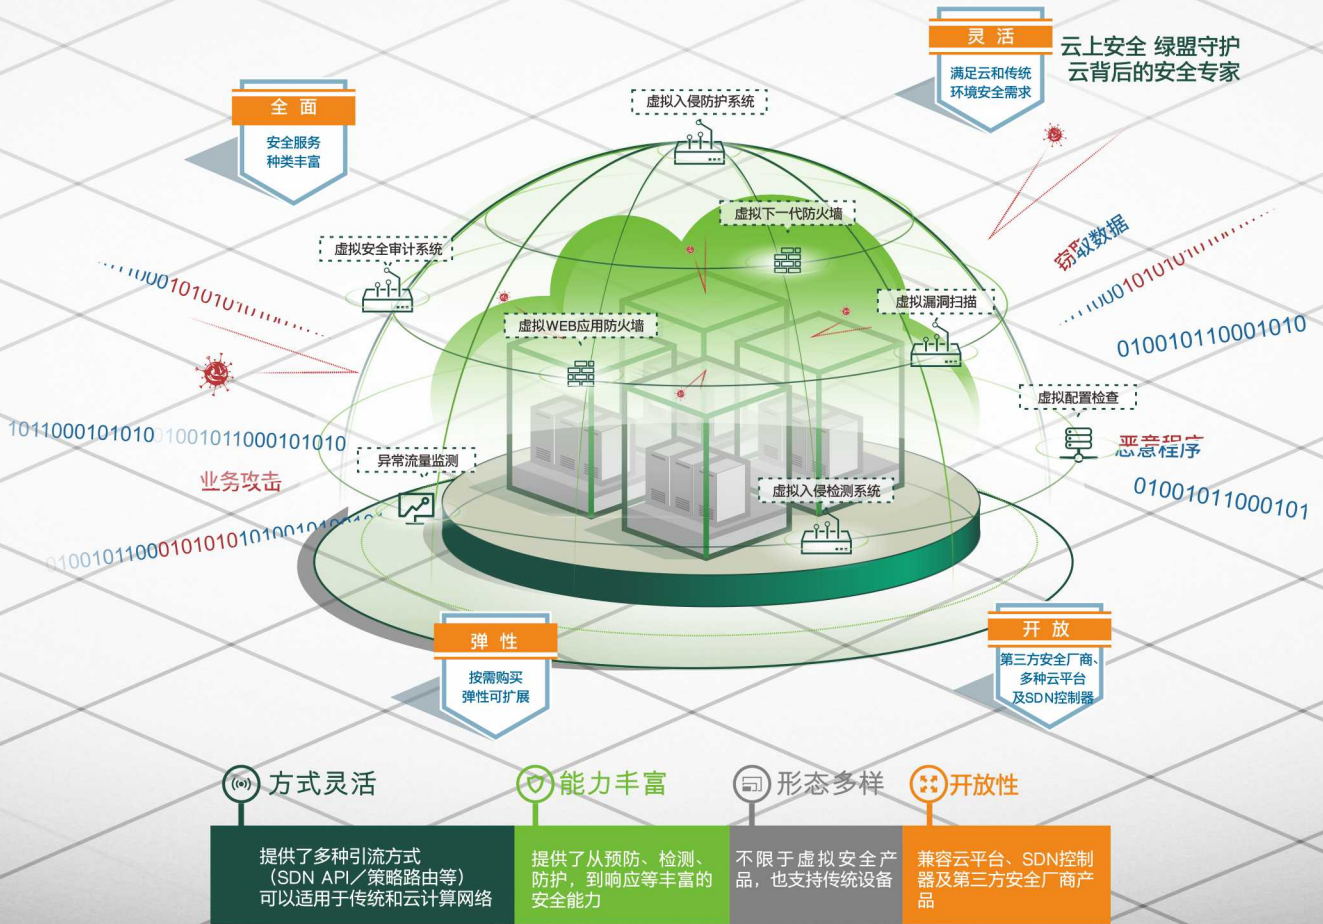 灵 活
满足云和传统
环境安全需求
云上安全 绿盟守护
云背后的安全专家
全 面
安全服务
种类丰富
虚拟入侵防护系统
虚拟下一代防火墙
虚拟安全审计系统
窃取数据
虚拟漏洞扫描
虚拟WEB应用防火墙
010010110001010
虚拟配置检查
1011000101010
1001011000101010
恶意程序
异常流量监测
业务攻击
虚拟入侵检测系统
01001011000101
弹 性
按需购买
弹性可扩展
开 放
第三方安全厂商、
多种云平台
及SDN控制器
方式灵活
提供了多种引流方式
（SDN API／策略路由等）
可以适用于传统和云计算网络
能力丰富
提供了从预防、检测、
防护，到响应等丰富的
安全能力
形态多样
不限于虚拟安全产
品，也支持传统设备
开放性
兼容云平台、SDN控制
器及第三方安全厂商产
品